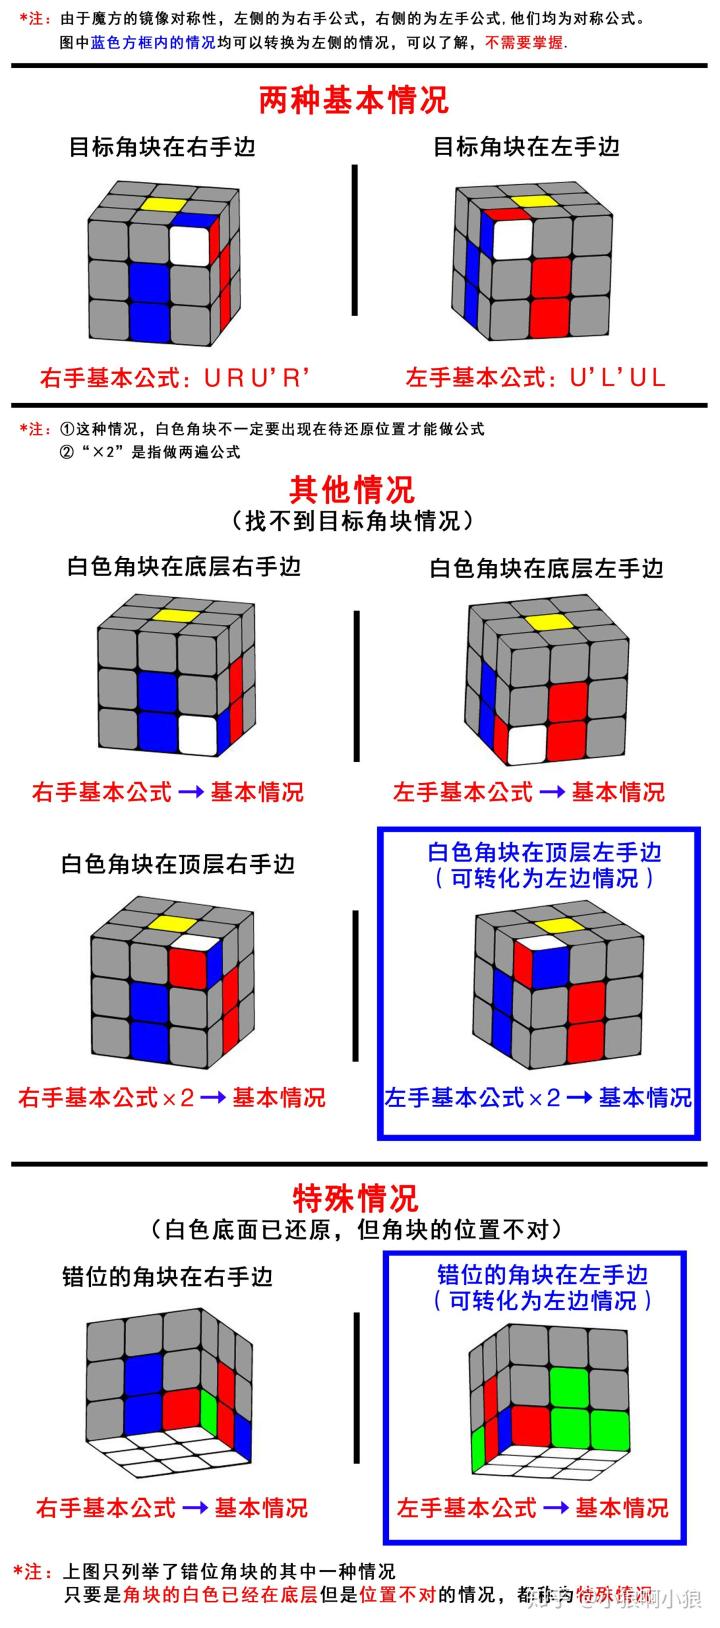 *注：由于魔方的镜像对称性，左侧的为右手公式，右侧的为左手公式,他们均为对称公式。
图中蓝色方框内的情况均可以转换为左侧的情况，可以了解，不需要掌握.
两种基本情况
目标角块在右手边
目标角块在左手边
右手基本公式：U R U' R'
左手基本公式：U' L' U L
*注：①这种情况，白色角块不一定要出现在待还原位置才能做公式
②“×2”是指做两遍公式
其他情况
（找不到目标角块情况）
白色角块在底层右手边
白色角块在底层左手边
右手基本公式→基本情况
左手基本公式→基本情况
白色角块在顶层右手边
白色角块在顶层左手边
（可转化为左边情况）
右手基本公式×2→基本情况
左手基本公式×2→基本情况
特殊情况
（白色底面已还原，但角块的位置不对）
错位的角块在右手边
错位的角块在左手边
（可转化为左边情况）
右手基本公式→基本情况
左手基本公式→基本情况
*注：上图只列举了错位角块的其中一种情况
只要是角块的白色已经在底层但是位置不对的情况，都称为特殊情况
知乎 @小狼啊小狼